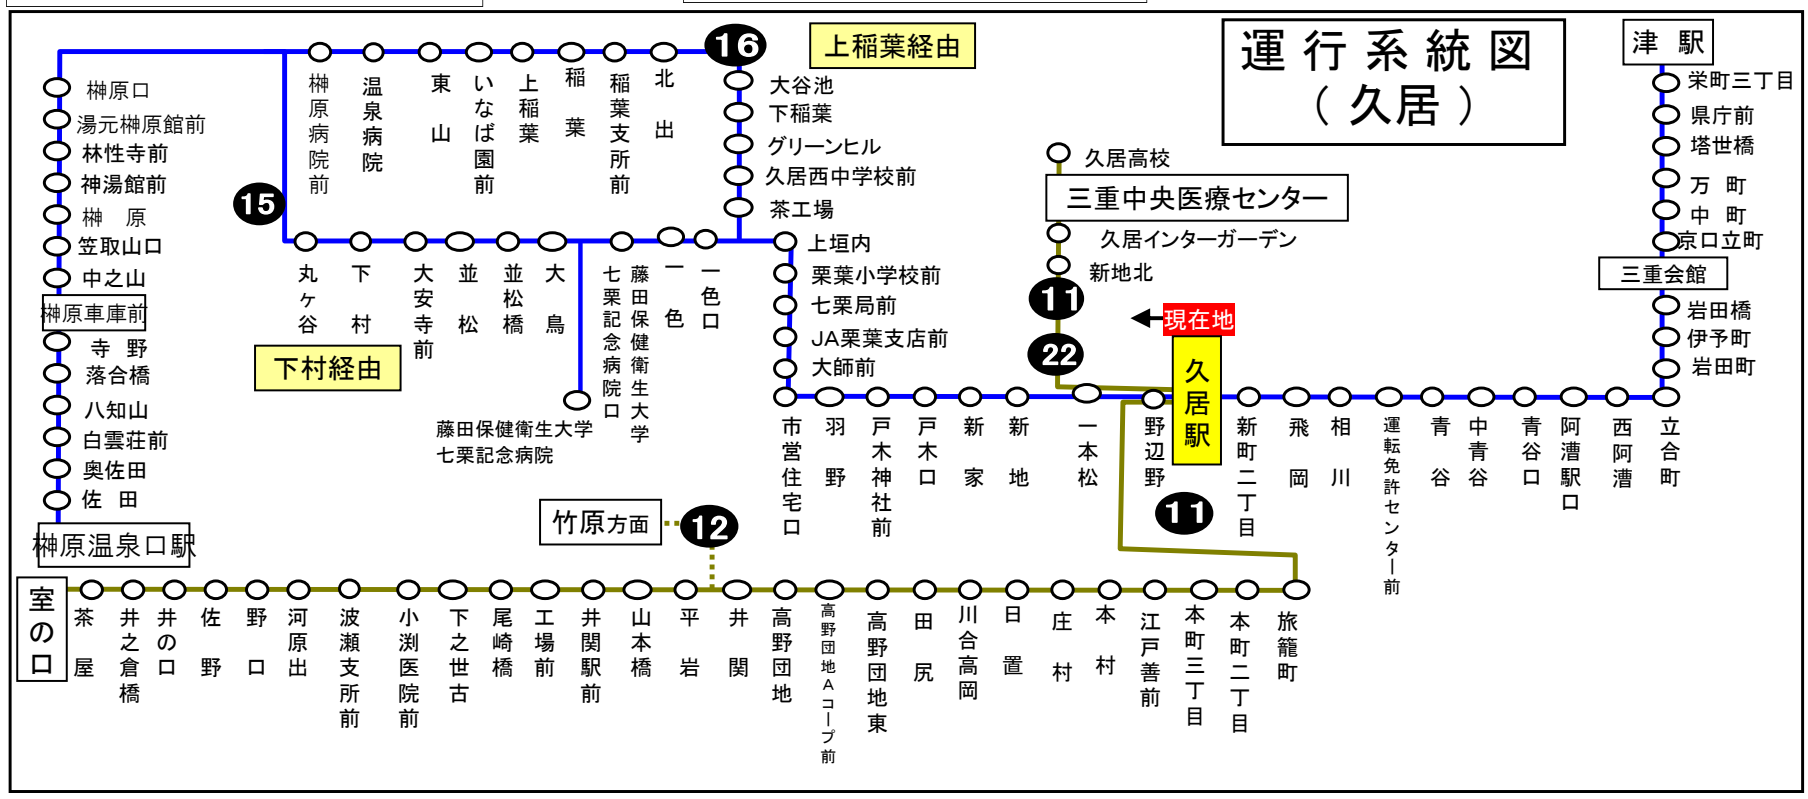 運行系統図
（久居）
津駅
栄町三丁目
県庁前
塔世橋
万町
中町
京口立町
三重会館
岩田橋
伊予町
岩田町
立合町
西阿漕
阿漕駅口
青谷口
中青谷
青谷
運転免許センター前
相川
飛岡
新町二丁目
現在地
久居駅
野辺野
一本松
新地
新家
戸木口
戸木神社前
羽野
市営住宅口
大師前
JA栗葉支店前
七栗局前
栗葉小学校前
上垣内
久居高校
三重中央医療センター
久居インターガーデン
新地北
11
22
11
上稲葉経由
16
大谷池
下稲葉
グリーンヒル
久居西中学校前
茶工場
北出
稲葉支所前
稲葉
上稲葉
いなば園前
東山
温泉病院
榊原病院前
15
一色口
一色
藤田保健衛生大学
七栗記念病院口
大鳥
並松橋
並松
大安寺前
下村
丸ケ谷
下村経由
藤田保健衛生大学
七栗記念病院
榊原口
湯元榊原館前
林性寺前
神湯館前
榊原
笠取山口
中之山
榊原車庫前
寺野
落合橋
八知山
白雲荘前
奥佐田
佐田
榊原温泉口駅
竹原方面
12
室の口
茶屋
井之倉橋
井の口
佐野
野口
河原出
波瀬支所前
小渕医院前
下之世古
尾崎橋
工場前
井関駅前
山本橋
平岩
井関
高野団地
高野団地Aコープ前
高野団地東
田尻
川合高岡
日置
庄村
本村
江戸善前
本町三丁目
本町二丁目
旅籠町